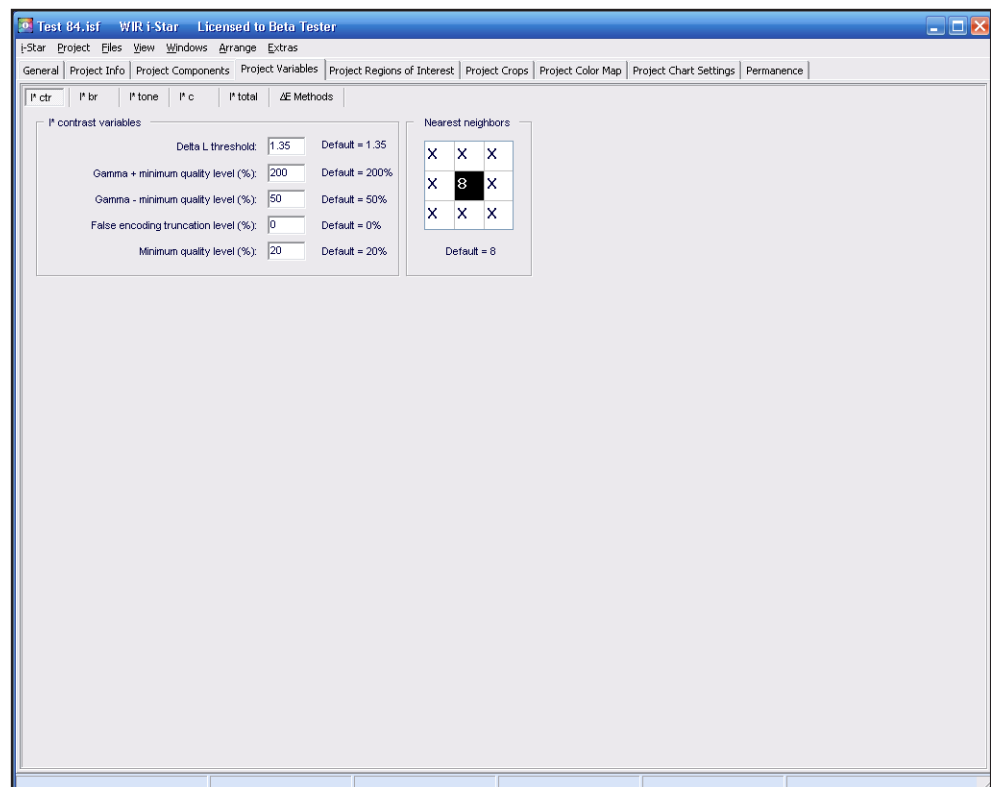 Test 84.isf WIR i-Star Licensed to Beta Tester
i-Star Project Files View Windows Arrange Extras
General Project Info Project Components Project Variables Project Regions of Interest Project Crops Project Color Map Project Chart Settings Permanence
I* ctr I* br I* tone I* c I* total ΔE Methods
I* contrast variables
Delta L threshold: 1.35 Default = 1.35
Gamma + minimum quality level (%): 200 Default = 200%
Gamma - minimum quality level (%): 50 Default = 50%
False encoding truncation level (%): 0 Default = 0%
Minimum quality level (%): 20 Default = 20%
Nearest neighbors
X X X
X 8 X
X X X
Default = 8